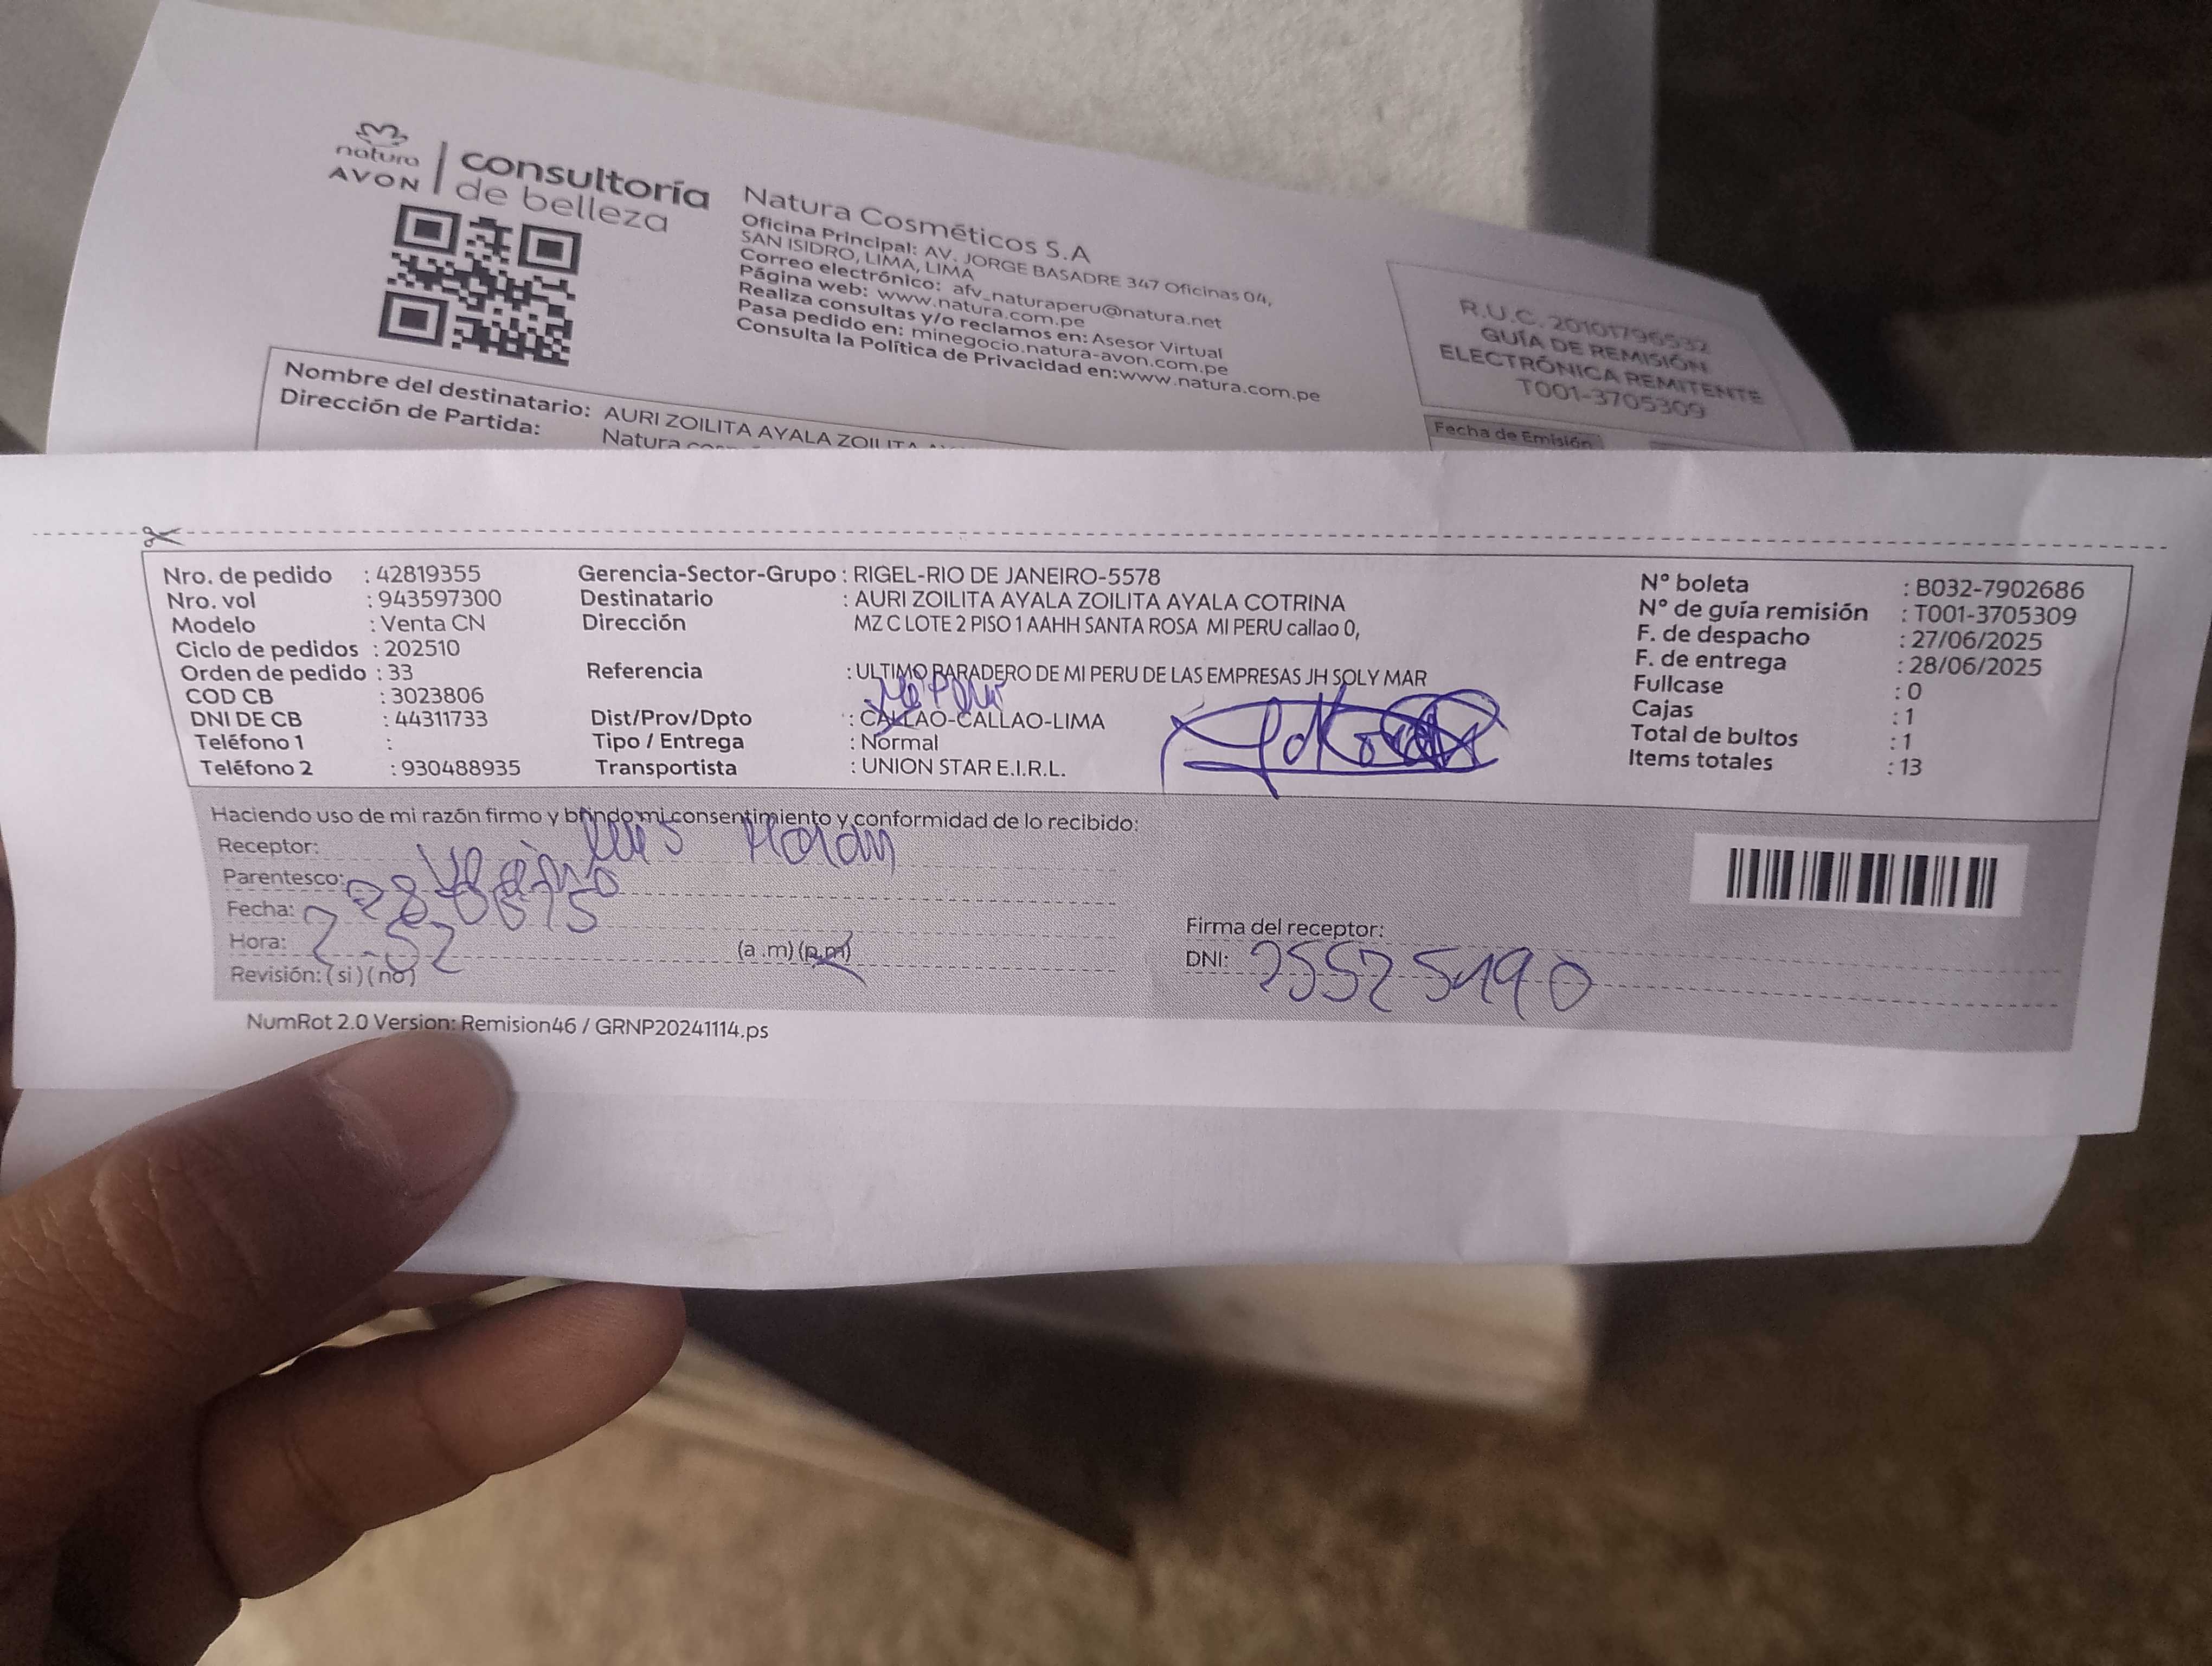 natura
AVON
consultoría
de belleza
Natura Cosméticos S.A
Oficina Principal: AV. JORGE BASADRE 347 Oficinas 04,
SAN ISIDRO, LIMA, LIMA
Correo electrónico: afv_naturaperu@natura.net
Página web: www.natura.com.pe
Realiza consultas y/o reclamos en: Asesor Virtual
Pasa pedido en: minegocio.natura-avon.com.pe
Consulta la Política de Privacidad en:www.natura.com.pe
R.U.C. 20101796532
GUÍA DE REMISIÓN
ELECTRÓNICA REMITENTE
T001-3705309
Fecha de Emisión
Nombre del destinatario: AURI ZOILITA AYALA ZOILITA
Dirección de Partida: Natura
Nro. de pedido : 42819355
Nro. vol : 943597300
Modelo : Venta CN
Ciclo de pedidos : 202510
Orden de pedido : 33
COD CB : 3023806
DNI DE CB : 44311733
Teléfono 1 :
Teléfono 2 : 930488935
Gerencia-Sector-Grupo : RIGEL-RIO DE JANEIRO-5578
Destinatario : AURI ZOILITA AYALA ZOILITA AYALA COTRINA
Dirección MZ C LOTE 2 PISO 1 AAHH SANTA ROSA MI PERU callao 0,
Referencia : ULTIMO PARADERO DE MI PERU DE LAS EMPRESAS JH SOLY MAR
Dist/Prov/Dpto : CALLAO-CALLAO-LIMA
Tipo / Entrega : Normal
Transportista : UNION STAR E.I.R.L.
N° boleta : B032-7902686
N° de guía remisión : T001-3705309
F. de despacho : 27/06/2025
F. de entrega : 28/06/2025
Fullcase : 0
Cajas : 1
Total de bultos : 1
Items totales : 13
Haciendo uso de mi razón firmo y brindo mi consentimiento y conformidad de lo recibido:
Receptor: Luis
Parentesco:
Fecha:
Hora: 2-52 (a.m) (p.m)
Revisión: (si) (no)
Firma del receptor:
DNI: 25525490
NumRot 2.0 Version: Remision46 / GRNP20241114.ps